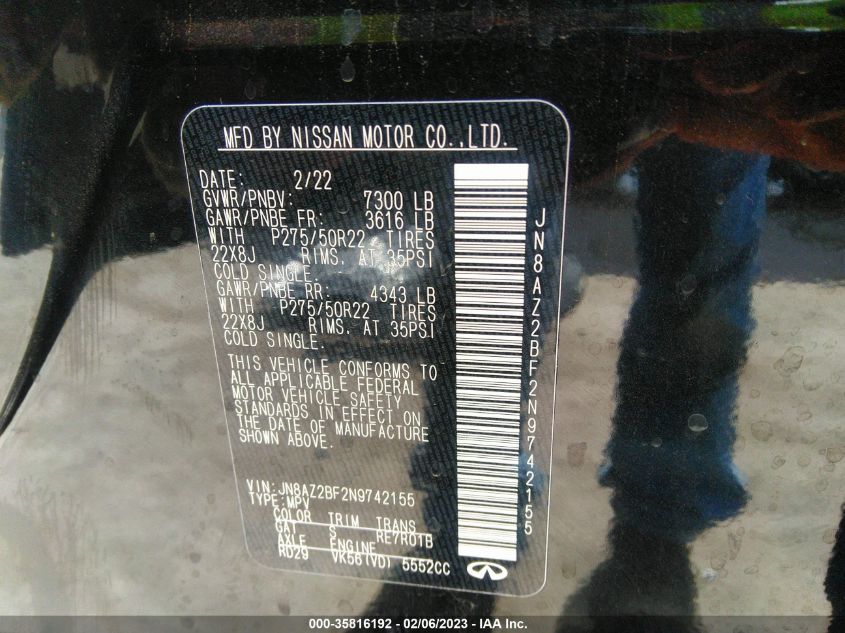 MFD BY NISSAN MOTOR CO.,LTD.
DATE: 2/22
GVWR/PNBV: 7300 LB
GAWR/PNBE FR: 3616 LB
WITH P275/50R22 TIRES
22X8J RIMS. AT 35PSI
COLD SINGLE.
GAWR/PNBE RR: 4343 LB
WITH P275/50R22 TIRES
22X8J RIMS. AT 35PSI
COLD SINGLE.
THIS VEHICLE CONFORMS TO
ALL APPLICABLE FEDERAL
MOTOR VEHICLE SAFETY
STANDARDS IN EFFECT ON
THE DATE OF MANUFACTURE
SHOWN ABOVE.
VIN: JN8AZ2BF2N9742155
TYPE: MPV
COLOR TRIM TRANS
GAT S RE7R01B
AXLE ENGINE
RD29 VK56(VD) 5552CC
JN8AZ2BF2N9742155
000-35816192 - 02/06/2023 - IAA Inc.